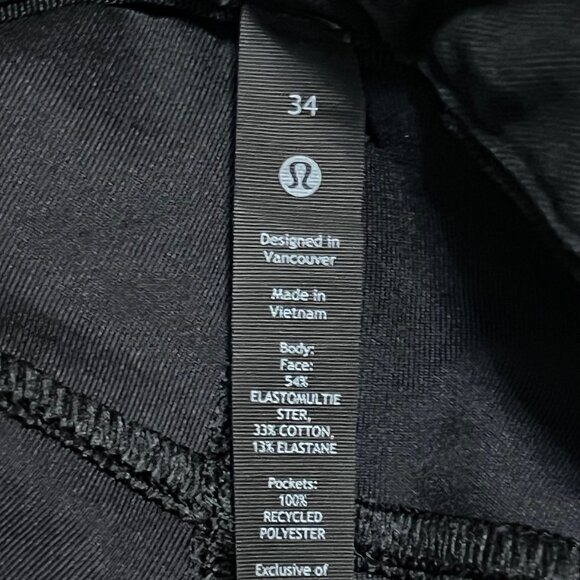 34
Designed in
Vancouver
Made in
Vietnam
Body:
Face:
54%
ELASTOMULTIE
STER,
33% COTTON,
13% ELASTANE
Pockets:
100%
RECYCLED
POLYESTER
Exclusive of